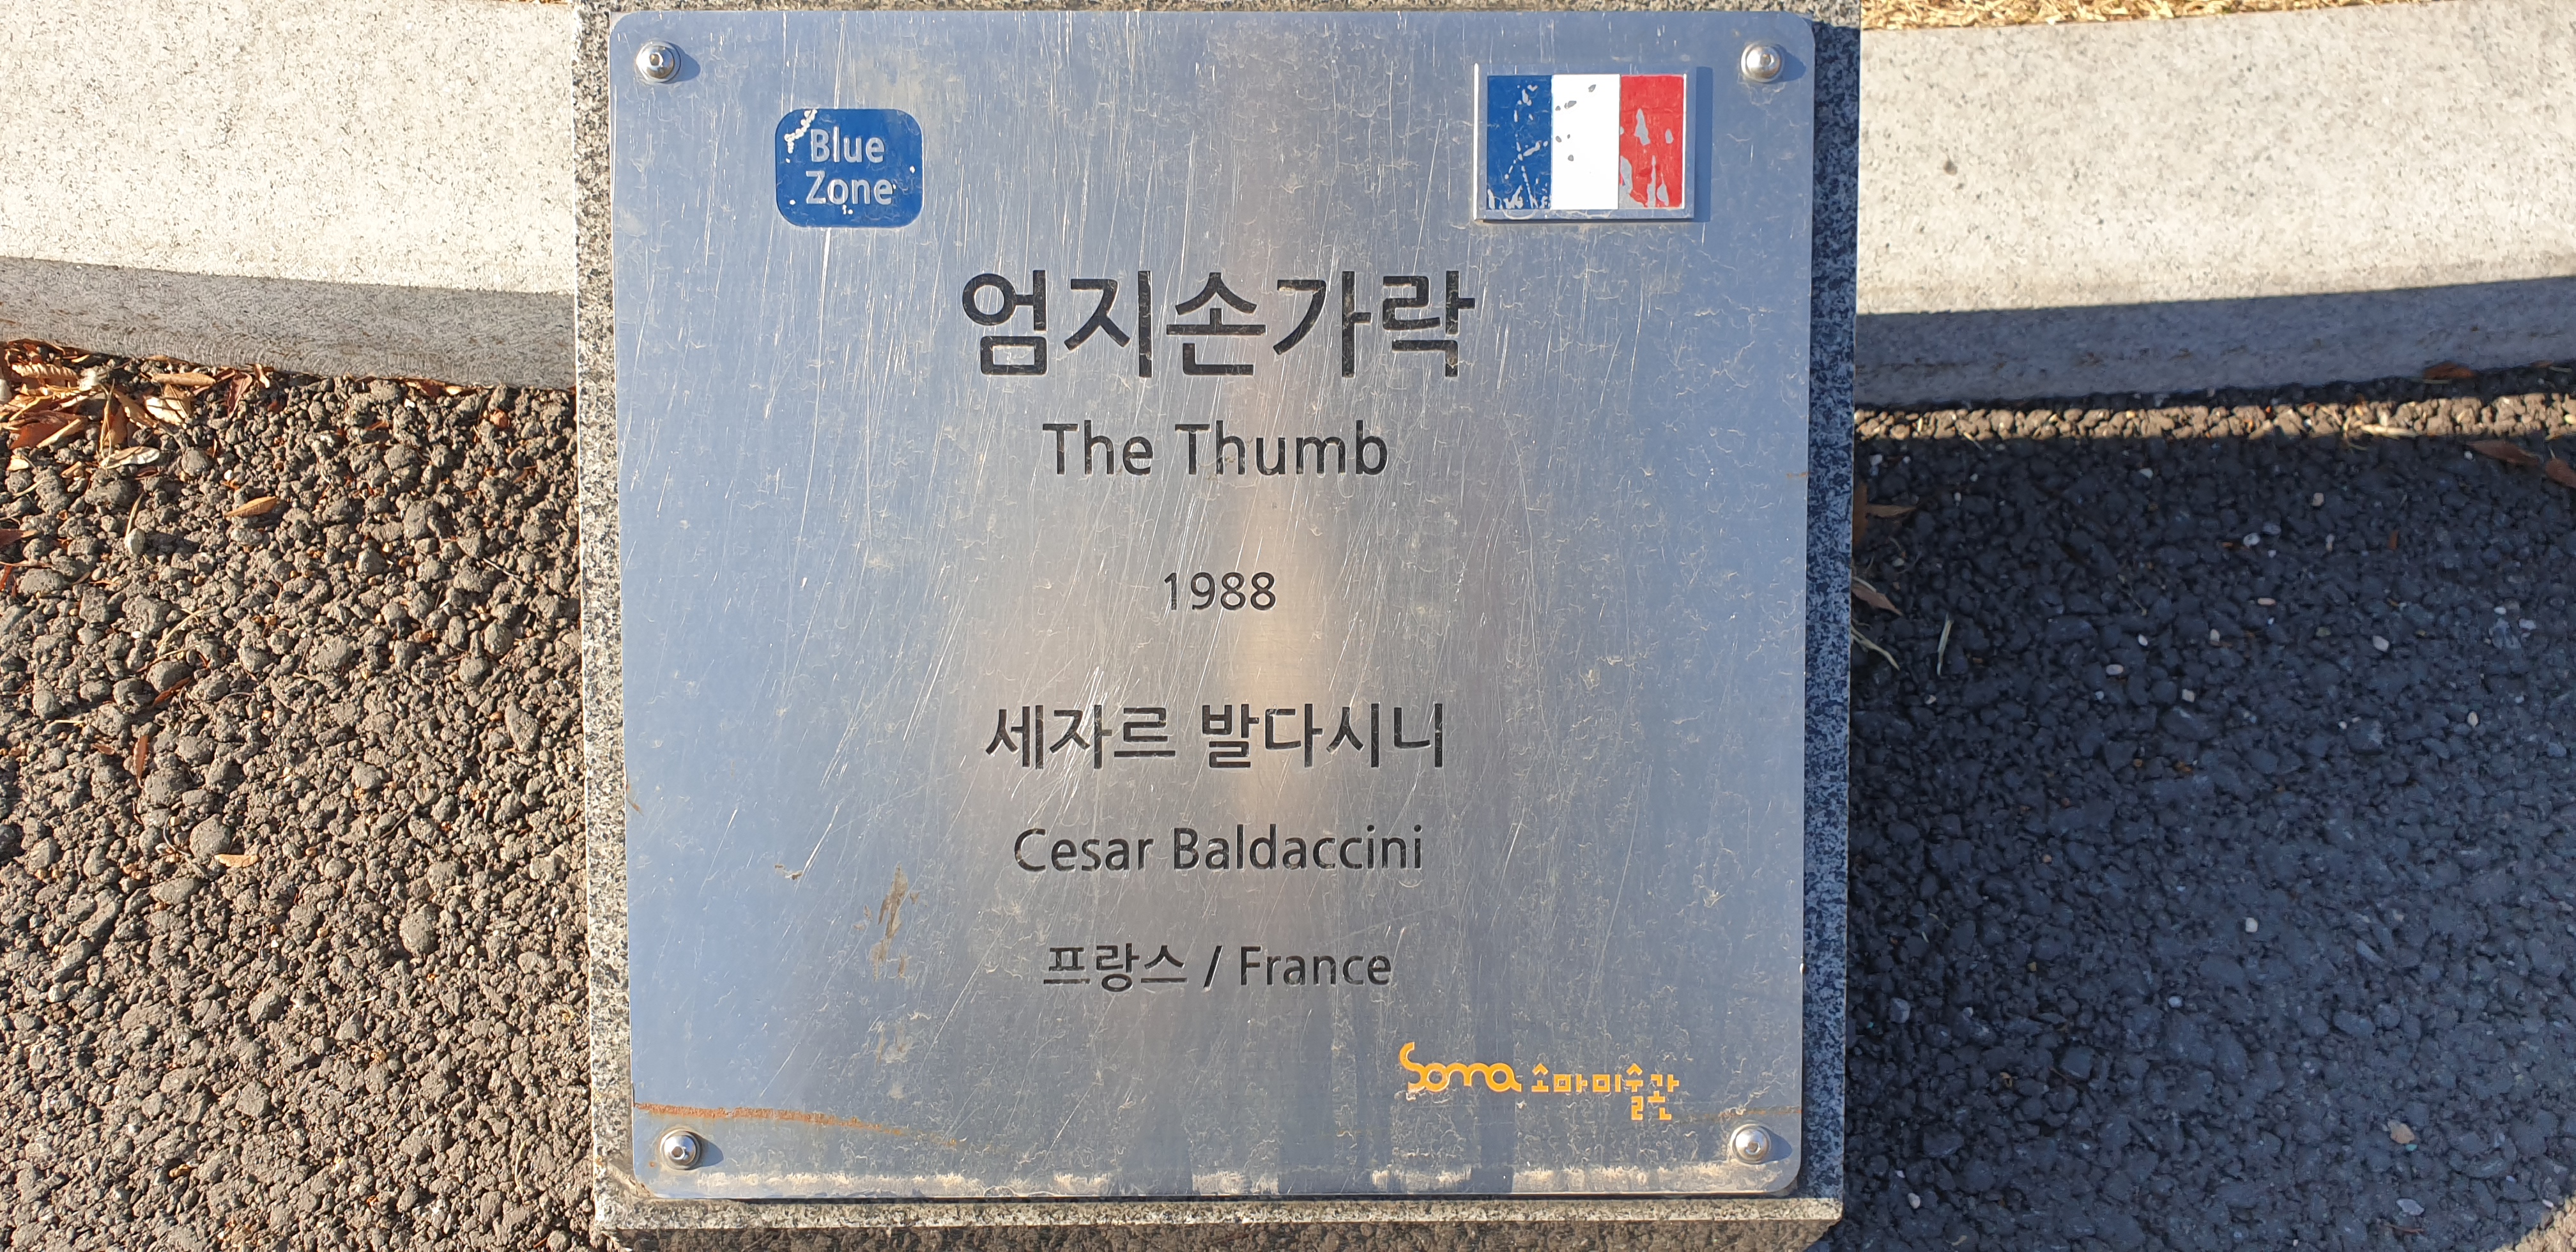 Blue
Zone
엄지손가락
The Thumb
1988
세자르 발다시니
Cesar Baldaccini
프랑스 / France
Soma 소마미술관